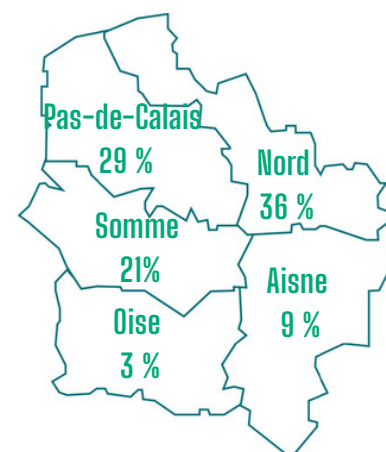 Pas-de-Calais
29 %
Nord
36 %
Somme
21%
Aisne
9 %
Oise
3 %